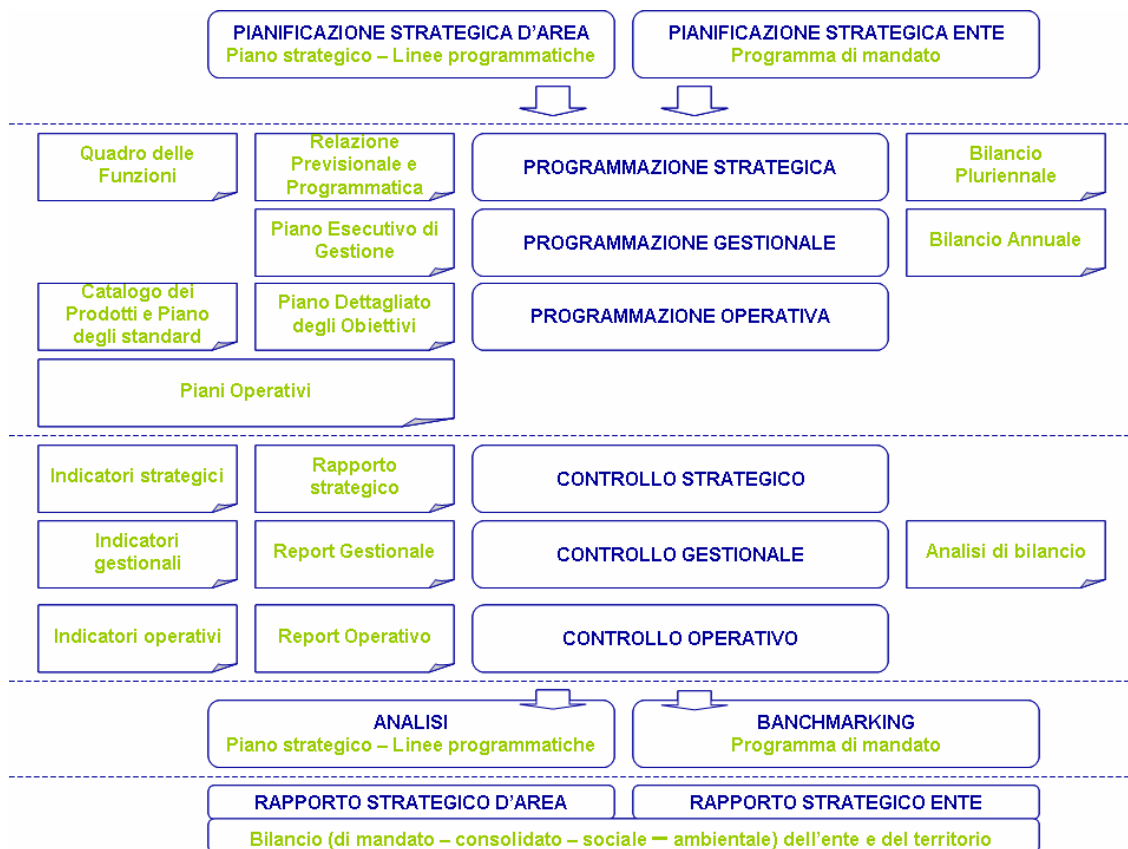 PIANIFICAZIONE STRATEGICA D'AREA
Piano strategico – Linee programmatiche
PIANIFICAZIONE STRATEGICA ENTE
Programma di mandato
Quadro delle
Funzioni
Relazione
Previsionale e
Programmatica
PROGRAMMAZIONE STRATEGICA
Bilancio
Pluriennale
Piano Esecutivo di
Gestione
PROGRAMMAZIONE GESTIONALE
Bilancio Annuale
Catalogo dei
Prodotti e Piano
degli standard
Piano Dettagliato
degli Obiettivi
PROGRAMMAZIONE OPERATIVA
Piani Operativi
Indicatori strategici
Rapporto
strategico
CONTROLLO STRATEGICO
Indicatori
gestionali
Report Gestionale
CONTROLLO GESTIONALE
Analisi di bilancio
Indicatori operativi
Report Operativo
CONTROLLO OPERATIVO
ANALISI
Piano strategico – Linee programmatiche
BANCHMARKING
Programma di mandato
RAPPORTO STRATEGICO D'AREA
RAPPORTO STRATEGICO ENTE
Bilancio (di mandato – consolidato – sociale – ambientale) dell'ente e del territorio